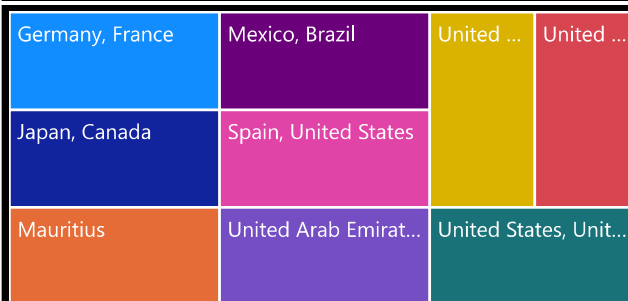 Germany, France
Mexico, Brazil
United ...
United ...
Japan, Canada
Spain, United States
Mauritius
United Arab Emirat...
United States, Unit...